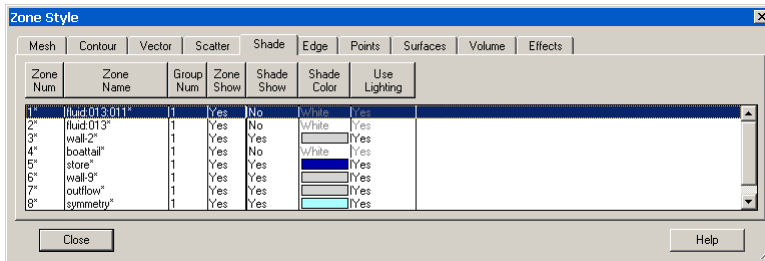 Zone Style
Mesh Contour Vector Scatter Shade Edge Points Surfaces Volume Effects
Zone Num Zone Name Group Num Zone Show Shade Show Shade Color Use Lighting
1* fluid:013:011* 1 Yes No White Yes
2* fluid:013* 1 Yes No White Yes
3* wall-2* 1 Yes Yes Yes
4* boattail* 1 Yes No White Yes
5* store* 1 Yes Yes Yes
6* wall-9* 1 Yes Yes Yes
7* outflow* 1 Yes Yes Yes
8* symmetry* 1 Yes Yes Yes
Close Help